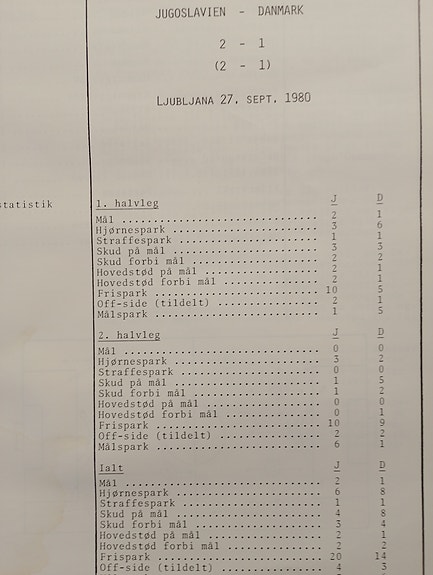 JUGOSLAVIEN - DANMARK
2 - 1
(2 - 1)
LJUBLJANA 27. SEPT. 1980
statistik
1. halvleg J D
Mål .............................. 2 1
Hjørnespark ...................... 3 6
Straffespark ..................... 1 1
Skud på mål ...................... 3 3
Skud forbi mål ................... 2 2
Hovedstød på mål ................. 2 1
Hovedstød forbi mål .............. 2 1
Frispark ......................... 10 5
Off-side (tildelt) ............... 2 1
Målspark ......................... 1 5
2. halvleg J D
Mål .............................. 0 0
Hjørnespark ...................... 3 2
Straffespark ..................... 0 0
Skud på mål ...................... 1 5
Skud forbi mål ................... 1 2
Hovedstød på mål ................. 0 0
Hovedstød forbi mål .............. 0 1
Frispark ......................... 10 9
Off-side (tildelt) ............... 2 2
Målspark ......................... 6 1
Ialt J D
Mål .............................. 2 1
Hjørnespark ...................... 6 8
Straffespark ..................... 1 1
Skud på mål ...................... 4 8
Skud forbi mål ................... 3 4
Hovedstød på mål ................. 2 1
Hovedstød forbi mål .............. 2 2
Frispark ......................... 20 14
Off-side (tildelt) ............... 4 3